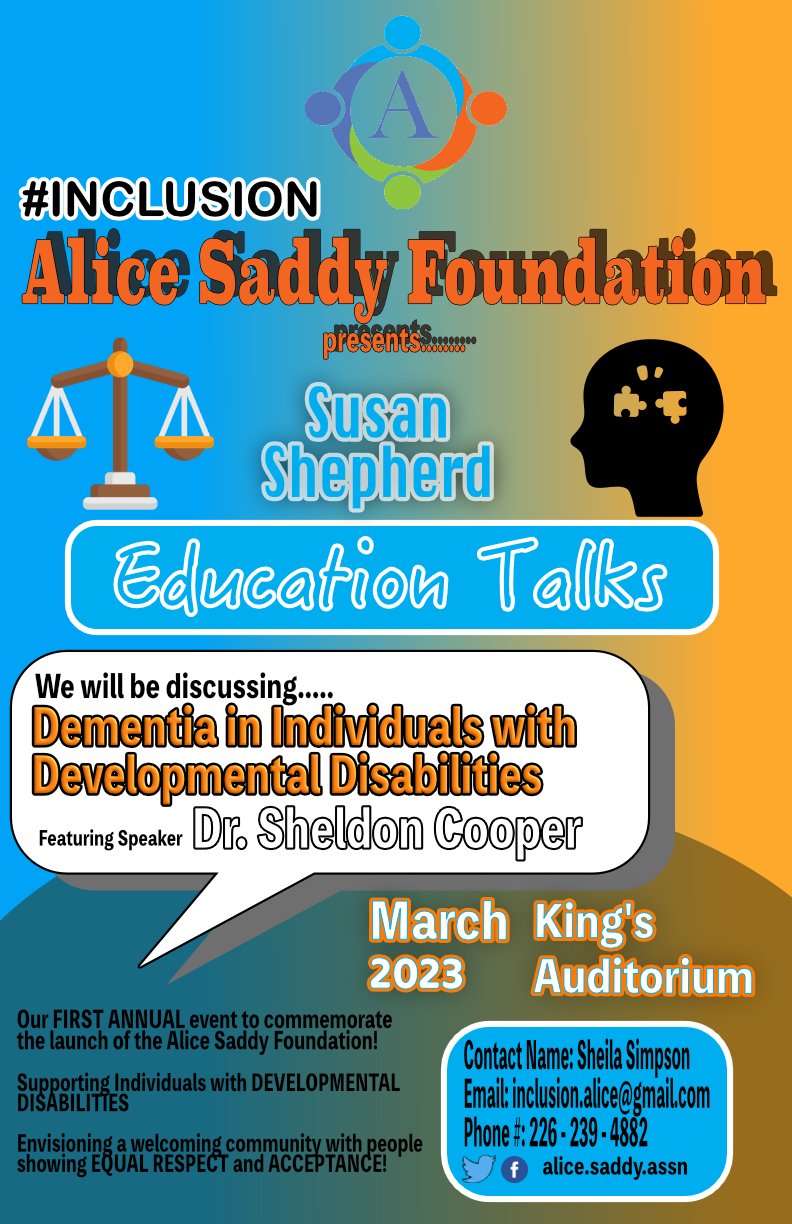 A
#INCLUSION
Alice Saddy Foundation
presents........
Susan
Shepherd
Education Talks
We will be discussing.....
Dementia in Individuals with
Developmental Disabilities
Featuring Speaker Dr. Sheldon Cooper
March
2023
King's
Auditorium
Our FIRST ANNUAL event to commemorate
the launch of the Alice Saddy Foundation!
Supporting Individuals with DEVELOPMENTAL
DISABILITIES
Envisioning a welcoming community with people
showing EQUAL RESPECT and ACCEPTANCE!
Contact Name: Sheila Simpson
Email: inclusion.alice@gmail.com
Phone #: 226 - 239 - 4882
f alice.saddy.assn